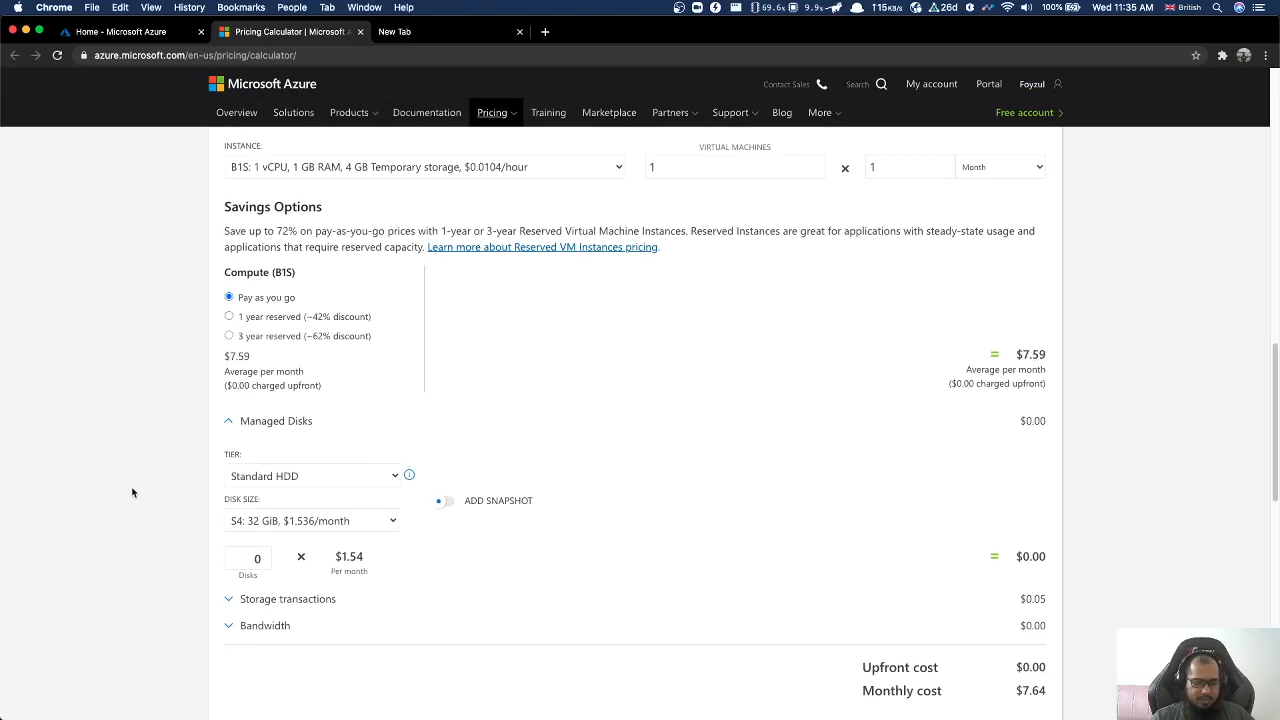 Chrome File Edit View History Bookmarks People Tab Window Help
69.6s 9.9s 115x/s 20d 100% Wed 11:35 AM British
Home - Microsoft Azure
Pricing Calculator | Microsoft A
New Tab
azure.microsoft.com/en-us/pricing/calculator/
Microsoft Azure
Contact Sales Search My account Portal Foyzul
Overview Solutions Products Documentation Pricing Training Marketplace Partners Support Blog More Free account
INSTANCE:
VIRTUAL MACHINES
B1S: 1 vCPU, 1 GB RAM, 4 GB Temporary storage, $0.0104/hour 1 × 1 Month
Savings Options
Save up to 72% on pay-as-you-go prices with 1-year or 3-year Reserved Virtual Machine Instances. Reserved Instances are great for applications with steady-state usage and
applications that require reserved capacity. Learn more about Reserved VM Instances pricing.
Compute (B1S)
Pay as you go
1 year reserved (~42% discount)
3 year reserved (~62% discount)
$7.59
Average per month
($0.00 charged upfront)
= $7.59
Average per month
($0.00 charged upfront)
Managed Disks $0.00
TIER:
Standard HDD
DISK SIZE:
ADD SNAPSHOT
S4: 32 GiB, $1.536/month
0 × $1.54 = $0.00
Disks Per month
Storage transactions $0.05
Bandwidth $0.00
Upfront cost $0.00
Monthly cost $7.64